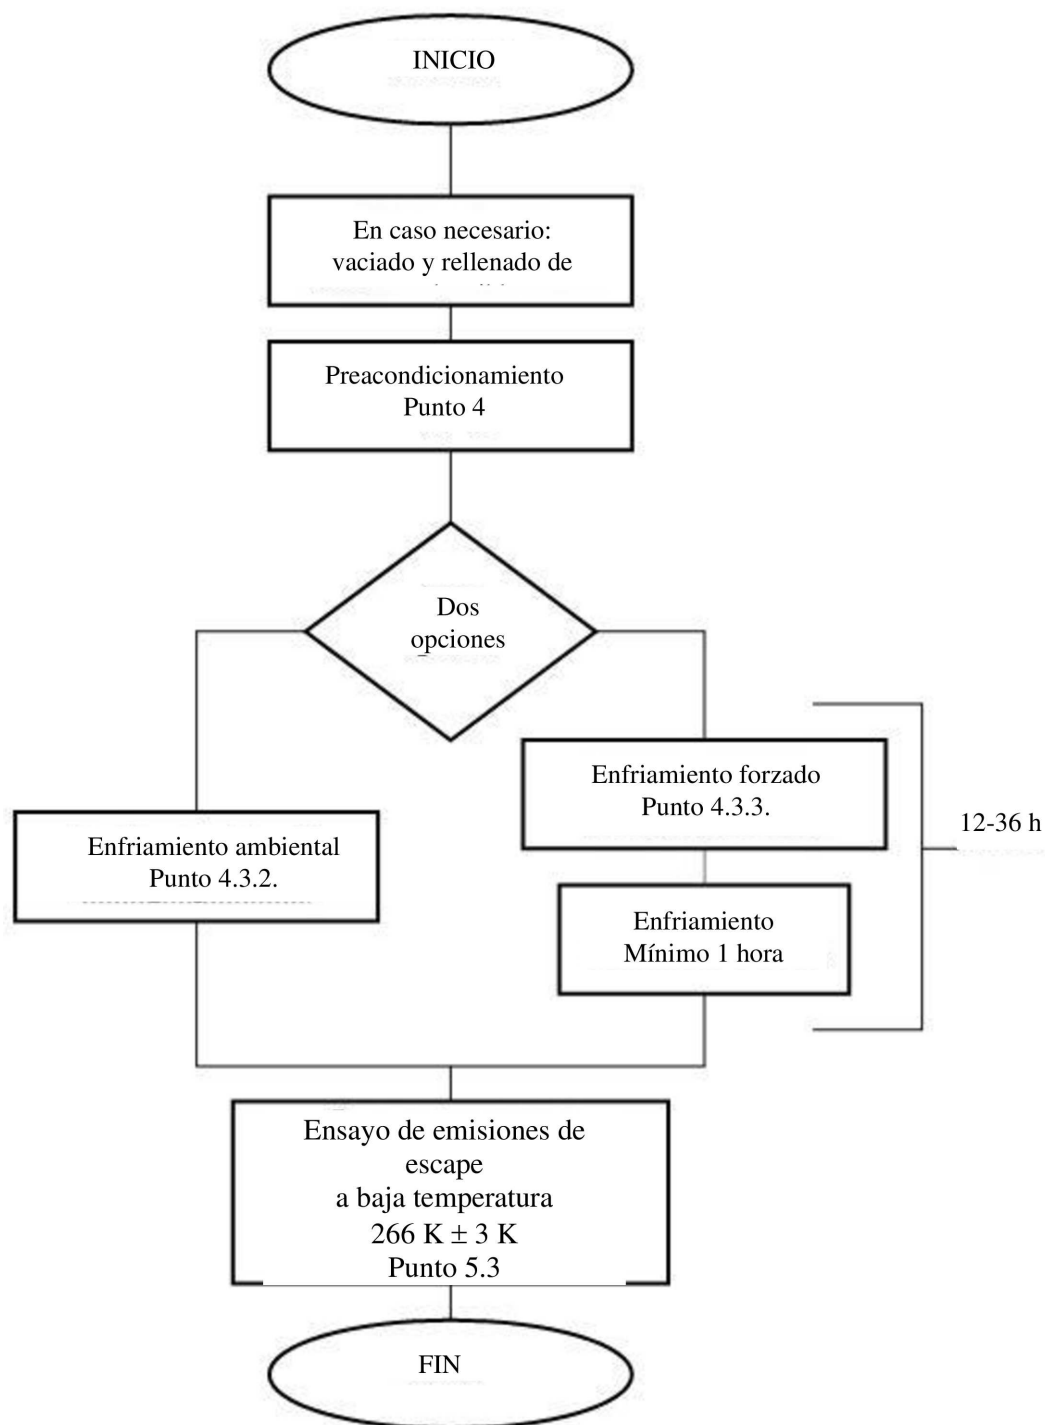 INICIO
En caso necesario:
vaciado y rellenado de
Preacondicionamiento
Punto 4
Dos
opciones
Enfriamiento forzado
Punto 4.3.3.
12-36 h
Enfriamiento ambiental
Punto 4.3.2.
Enfriamiento
Mínimo 1 hora
Ensayo de emisiones de
escape
a baja temperatura
266 K ± 3 K
Punto 5.3
FIN